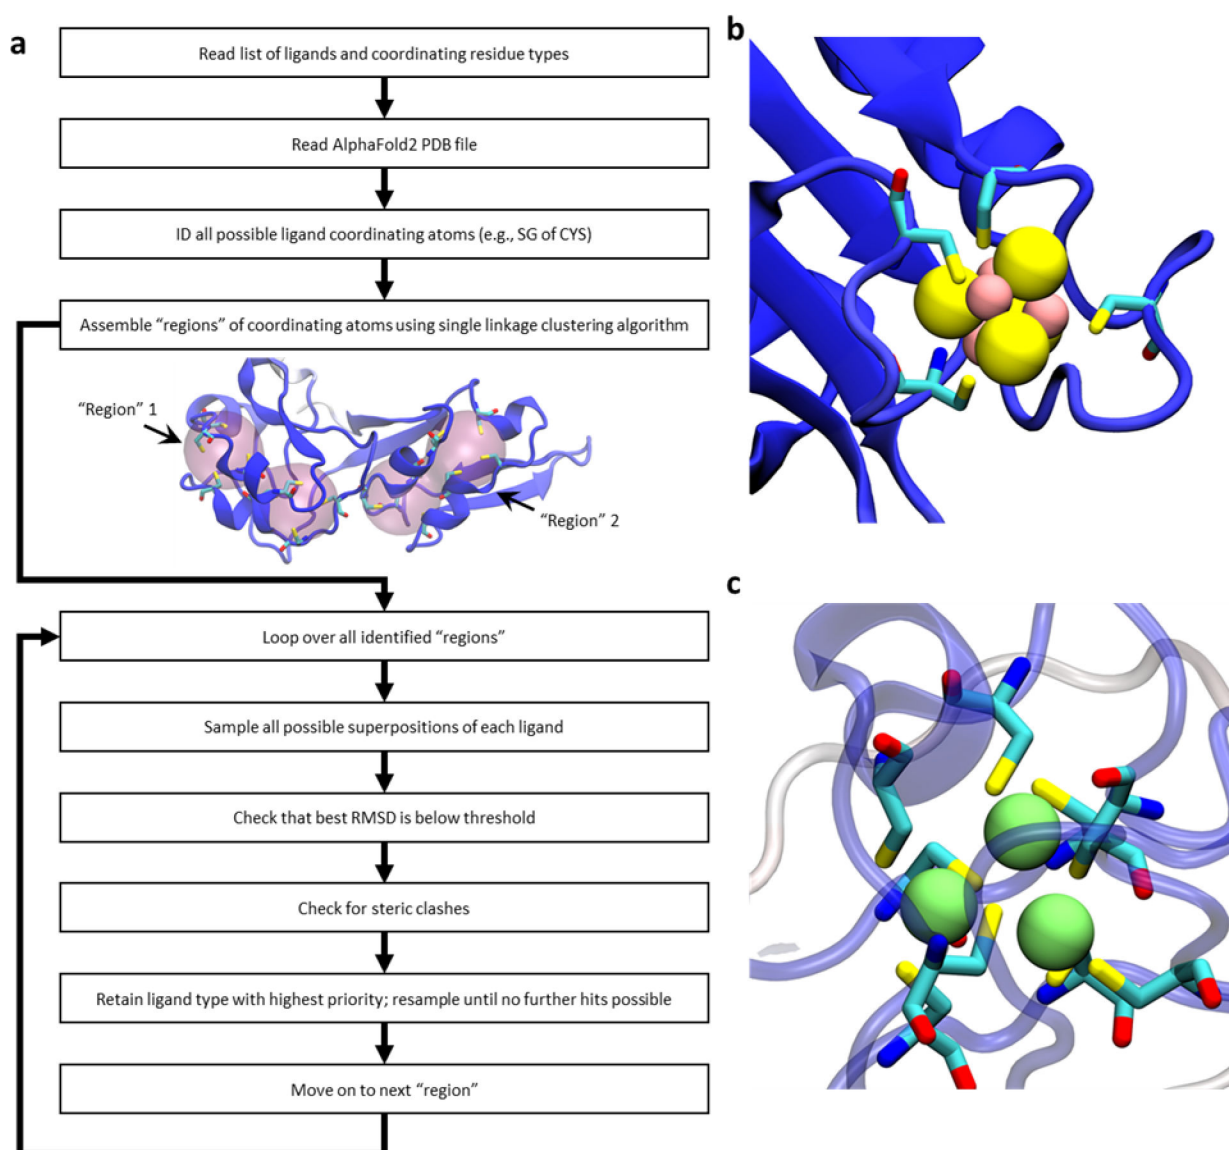 a
Read list of ligands and coordinating residue types
Read AlphaFold2 PDB file
ID all possible ligand coordinating atoms (e.g., SG of CYS)
Assemble “regions” of coordinating atoms using single linkage clustering algorithm
“Region” 1
“Region” 2
Loop over all identified “regions”
Sample all possible superpositions of each ligand
Check that best RMSD is below threshold
Check for steric clashes
Retain ligand type with highest priority; resample until no further hits possible
Move on to next “region”
b
c